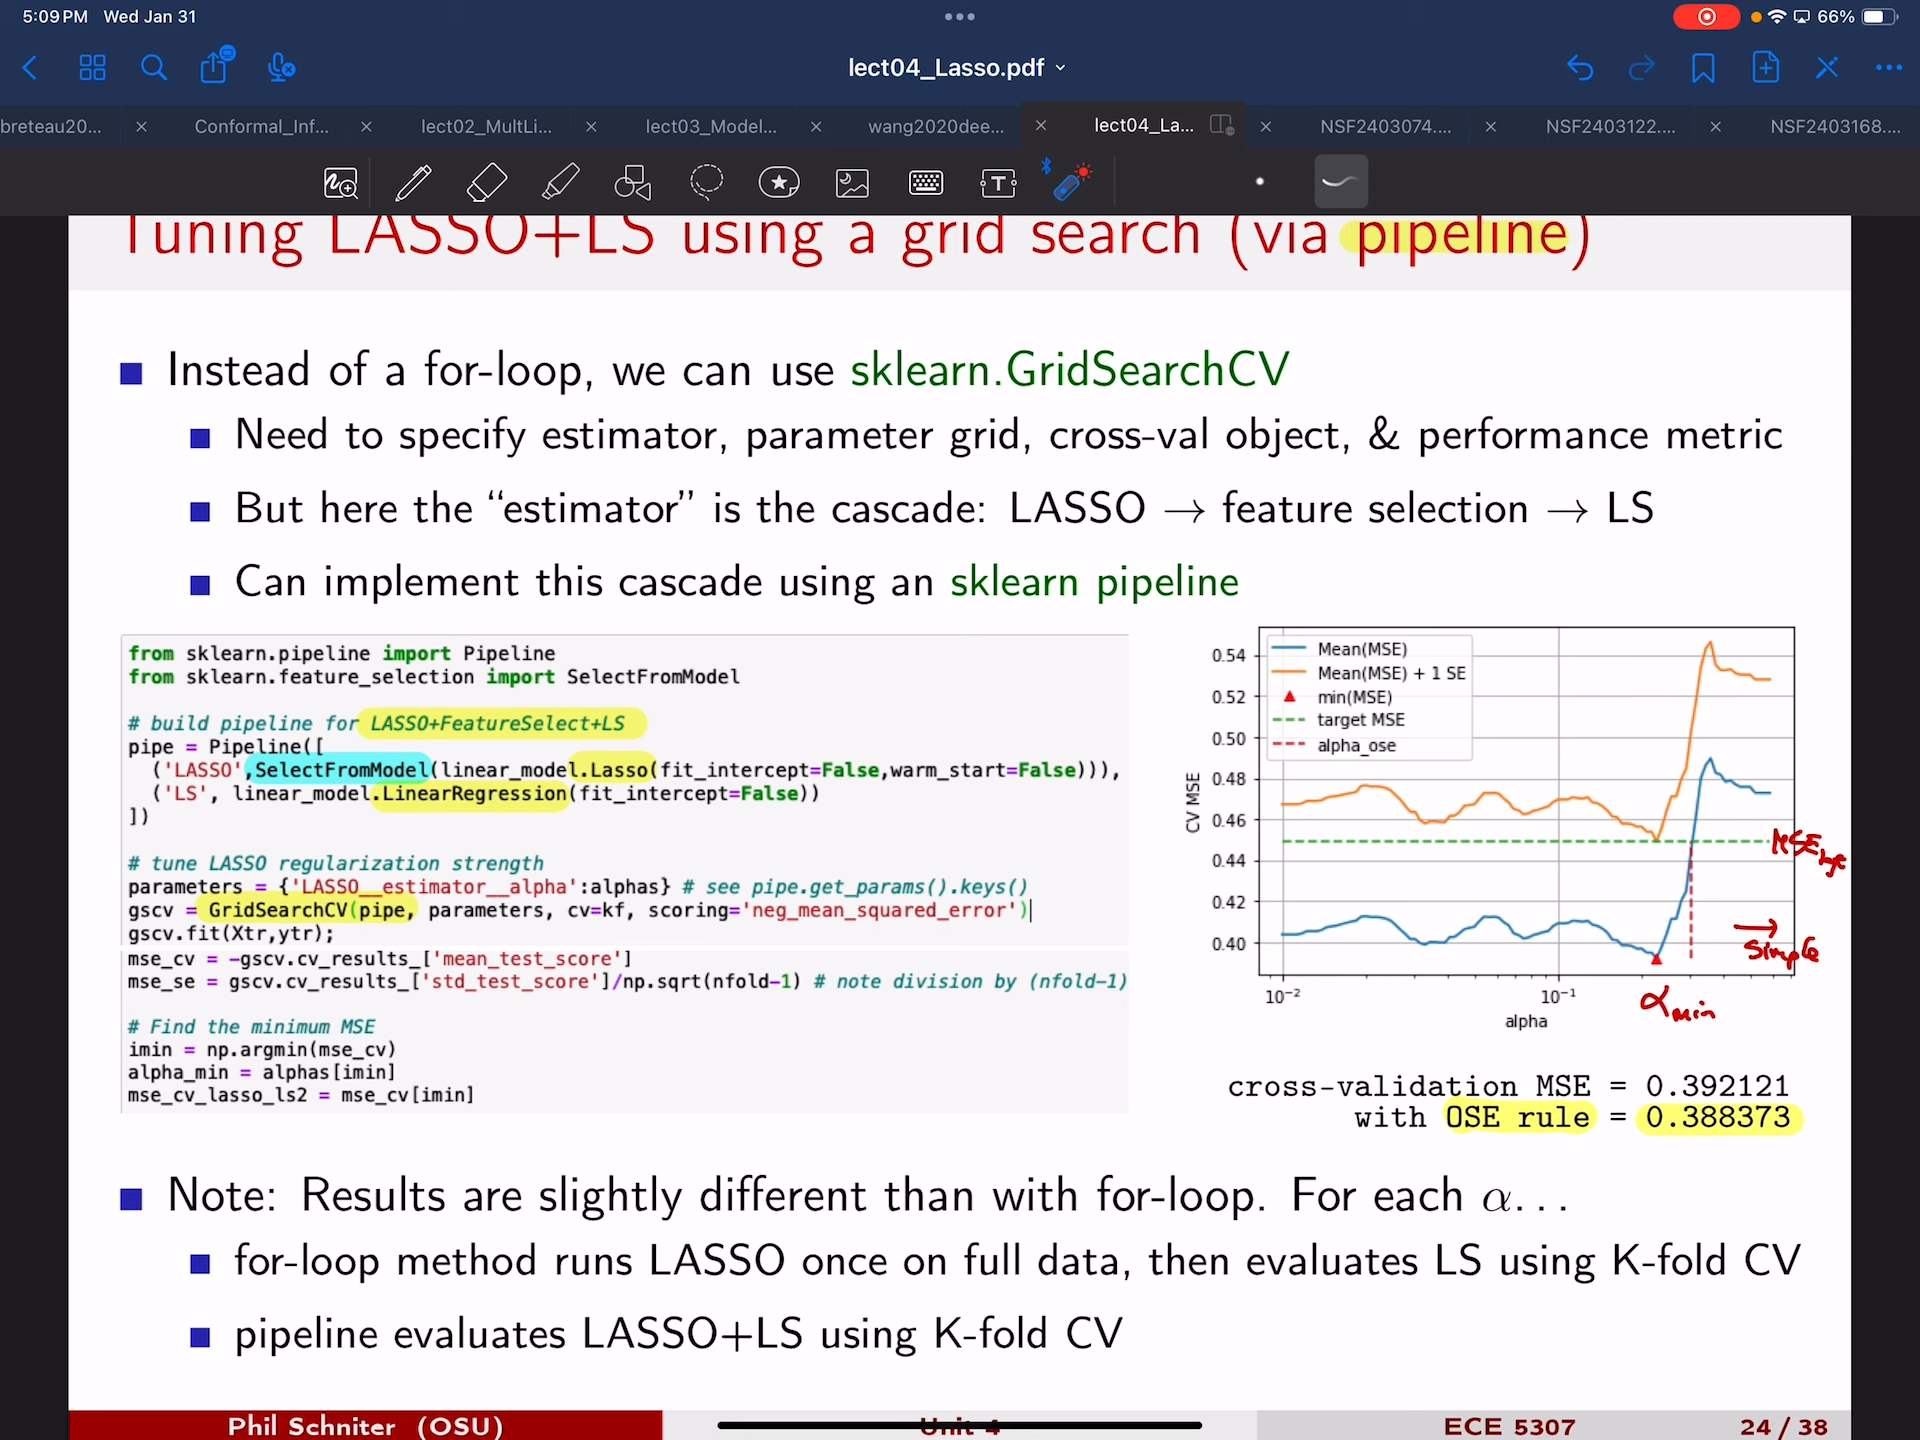 5:09 PM Wed Jan 31
66%
lect04_Lasso.pdf
breteau20...
Conformal_Inf...
lect02_MultLi...
lect03_Model...
wang2020dee...
lect04_La...
NSF2403074....
NSF2403122....
NSF2403168....
Tuning LASSO+LS using a grid search (via pipeline)
Instead of a for-loop, we can use sklearn.GridSearchCV
Need to specify estimator, parameter grid, cross-val object, & performance metric
But here the “estimator” is the cascade: LASSO → feature selection → LS
Can implement this cascade using an sklearn pipeline
from sklearn.pipeline import Pipeline
from sklearn.feature_selection import SelectFromModel
# build pipeline for LASSO+FeatureSelect+LS
pipe = Pipeline([
('LASSO',SelectFromModel(linear_model.Lasso(fit_intercept=False,warm_start=False))),
('LS', linear_model.LinearRegression(fit_intercept=False))
])
# tune LASSO regularization strength
parameters = {'LASSO__estimator__alpha':alphas} # see pipe.get_params().keys()
gscv = GridSearchCV(pipe, parameters, cv=kf, scoring='neg_mean_squared_error')
gscv.fit(Xtr,ytr);
mse_cv = -gscv.cv_results_['mean_test_score']
mse_se = gscv.cv_results_['std_test_score']/np.sqrt(nfold-1) # note division by (nfold-1)
# Find the minimum MSE
imin = np.argmin(mse_cv)
alpha_min = alphas[imin]
mse_cv_lasso_ls2 = mse_cv[imin]
Mean(MSE)
Mean(MSE) + 1 SE
min(MSE)
target MSE
alpha_ose
0.54
0.52
0.50
0.48
0.46
0.44
0.42
0.40
CV MSE
10⁻²
10⁻¹
alpha
MSE
simple
α min
cross-validation MSE = 0.392121
with OSE rule = 0.388373
Note: Results are slightly different than with for-loop. For each α...
for-loop method runs LASSO once on full data, then evaluates LS using K-fold CV
pipeline evaluates LASSO+LS using K-fold CV
Phil Schniter (OSU)
Unit 4
ECE 5307
24 / 38